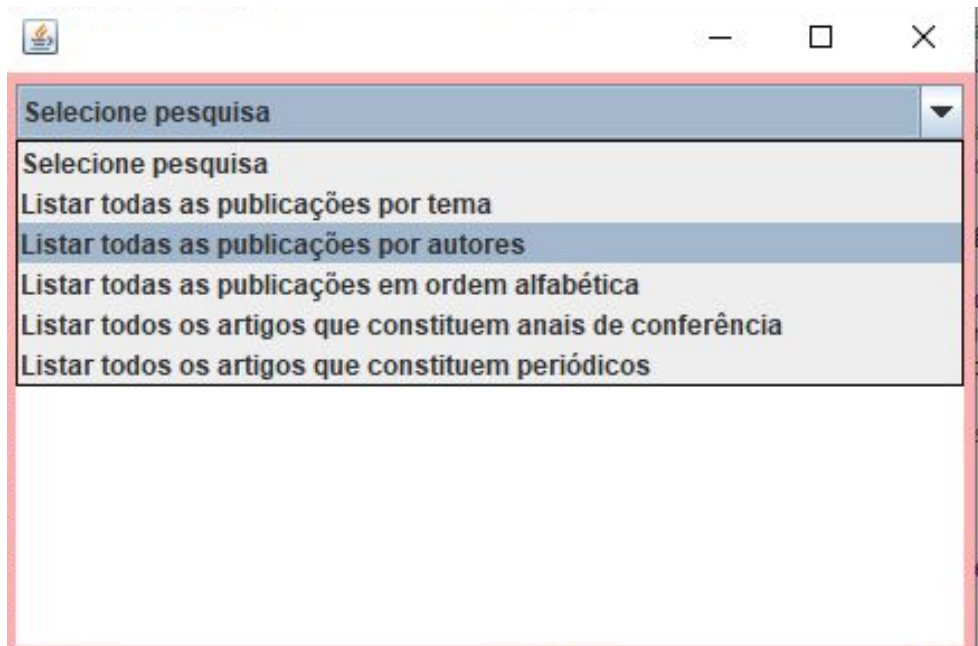 Selecione pesquisa
Selecione pesquisa
Listar todas as publicações por tema
Listar todas as publicações por autores
Listar todas as publicações em ordem alfabética
Listar todos os artigos que constituem anais de conferência
Listar todos os artigos que constituem periódicos